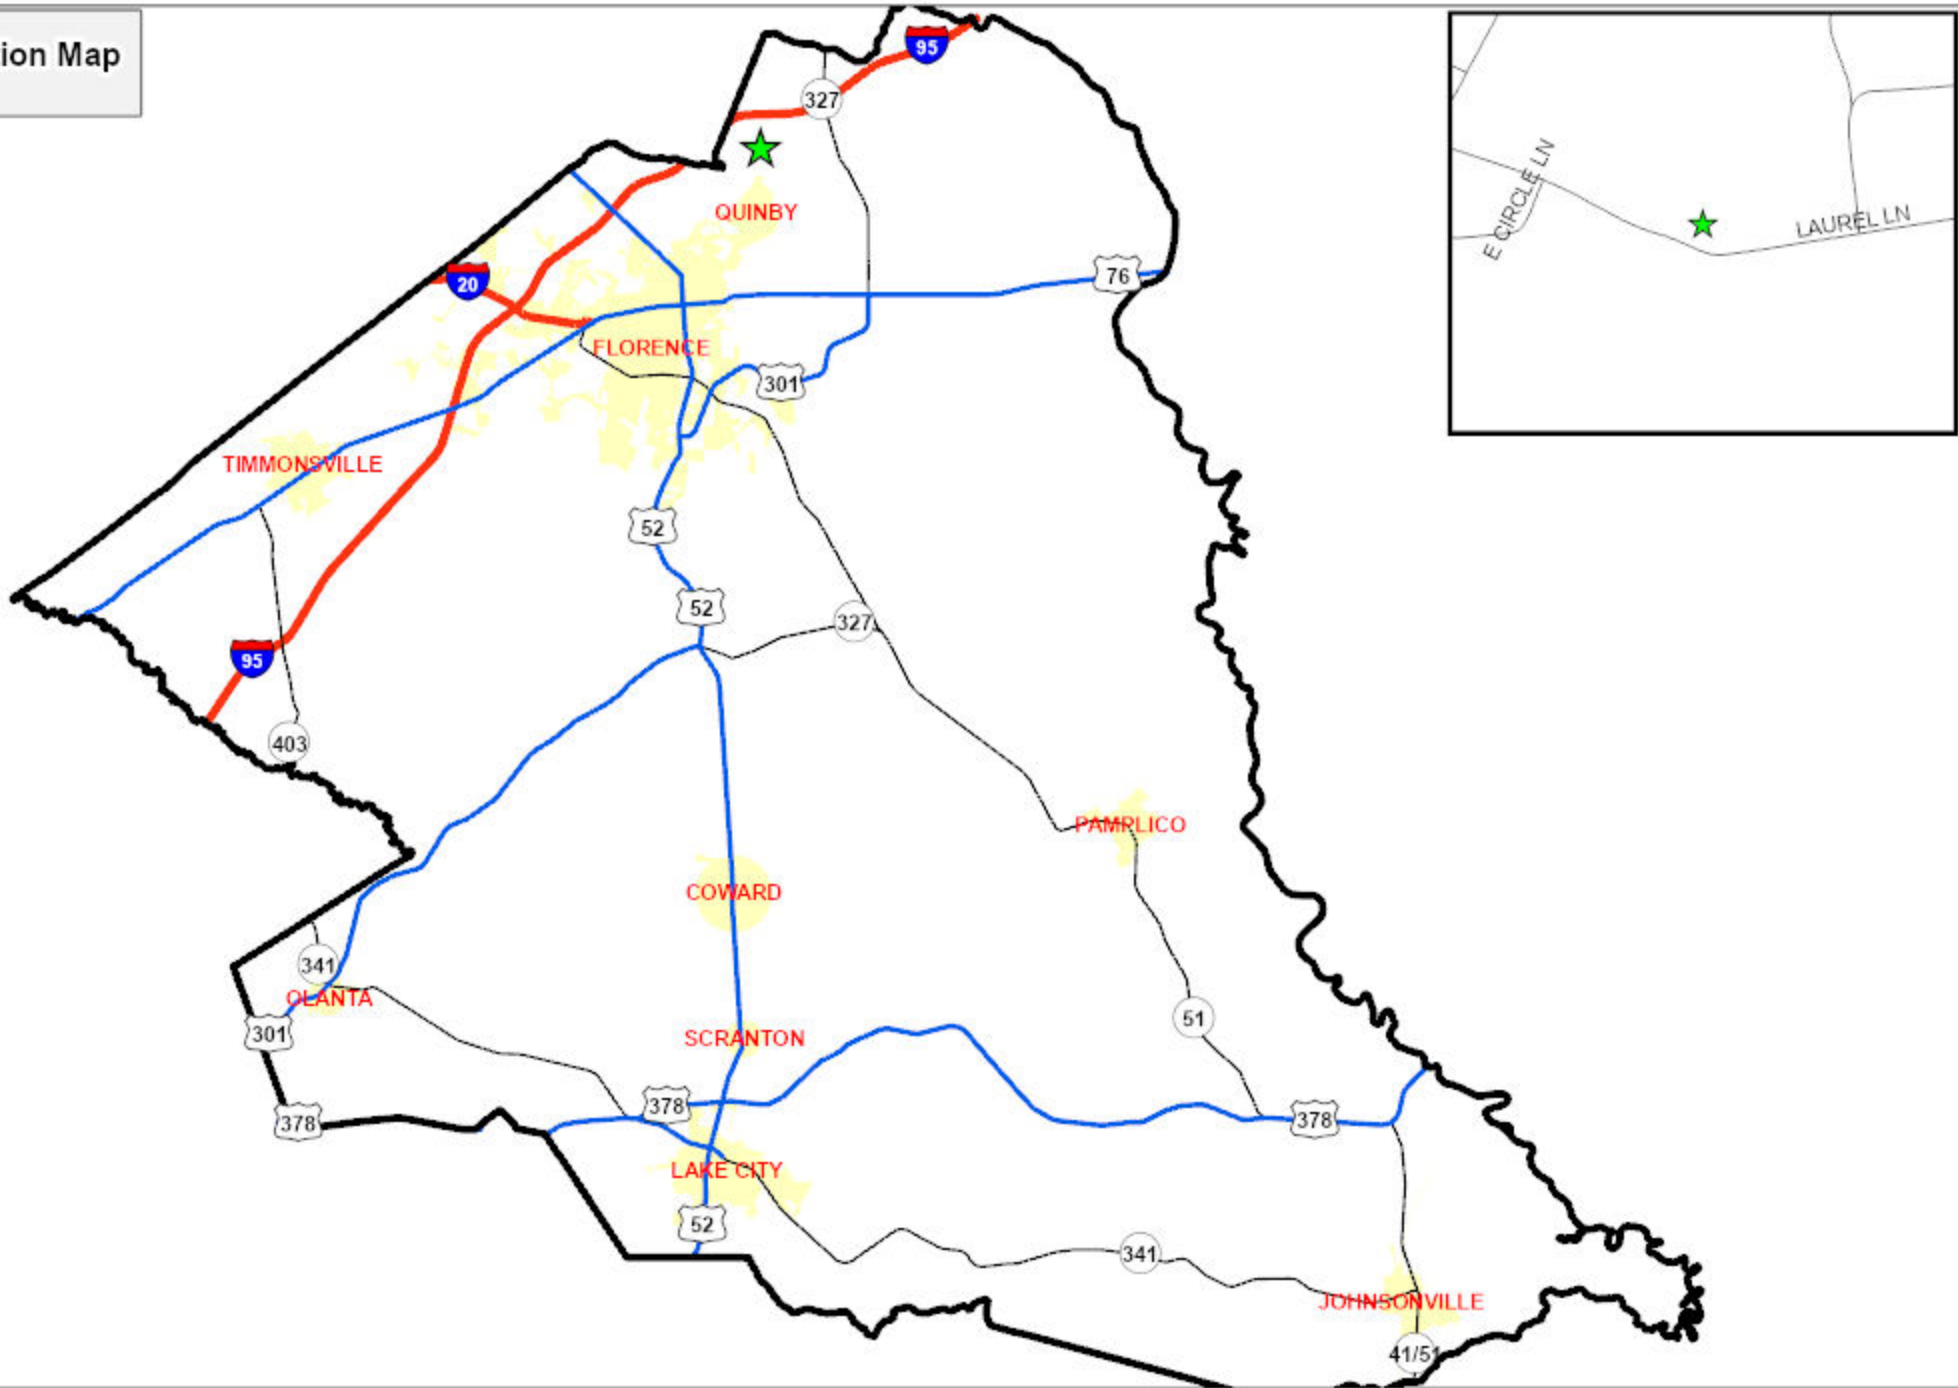 ion Map
95
327
QUINBY
E CIRCLE LN
LAUREL LN
20
76
FLORENCE
301
TIMMONSVILLE
52
52
327
95
403
PAMPLICO
COWARD
341
OLANTA
301
51
SCRANTON
378
378
378
LAKE CITY
52
341
JOHNSONVILLE
41/51